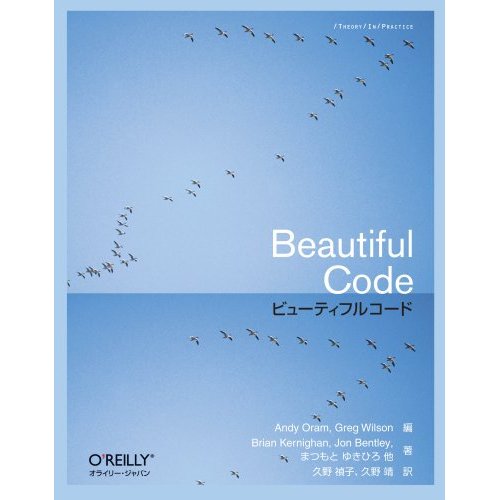 /THEORY/IN/PRACTICE
Beautiful
Code
ビューティフルコード
Andy Oram, Greg Wilson 編
Brian Kernighan, Jon Bentley,
まつもと ゆきひろ 他 著
久野 禎子, 久野 靖 訳
O'REILLY®
オライリー・ジャパン